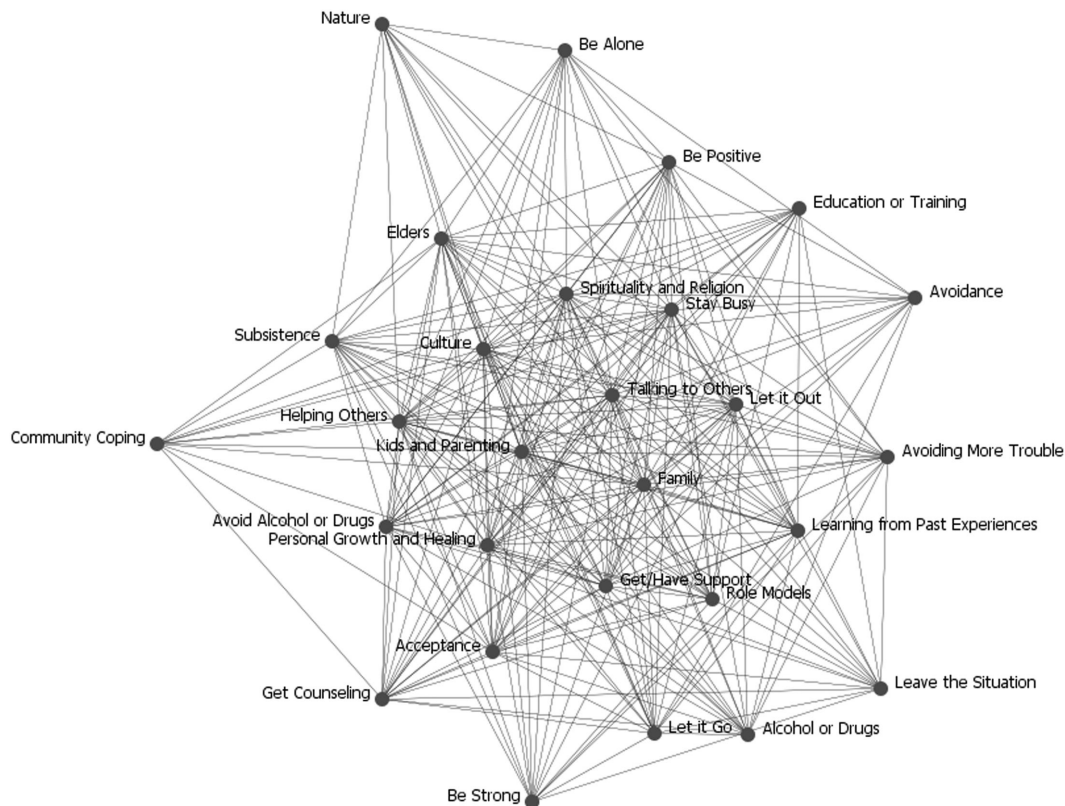 Nature
Be Alone
Be Positive
Education or Training
Elders
Spirituality and Religion
Avoidance
Stay Busy
Subsistence
Culture
Talking to Others
Let it Out
Helping Others
Community Coping
Kids and Parenting
Avoiding More Trouble
Family
Avoid Alcohol or Drugs
Learning from Past Experiences
Personal Growth and Healing
Get/Have Support
Role Models
Acceptance
Leave the Situation
Get Counseling
Let it Go
Alcohol or Drugs
Be Strong